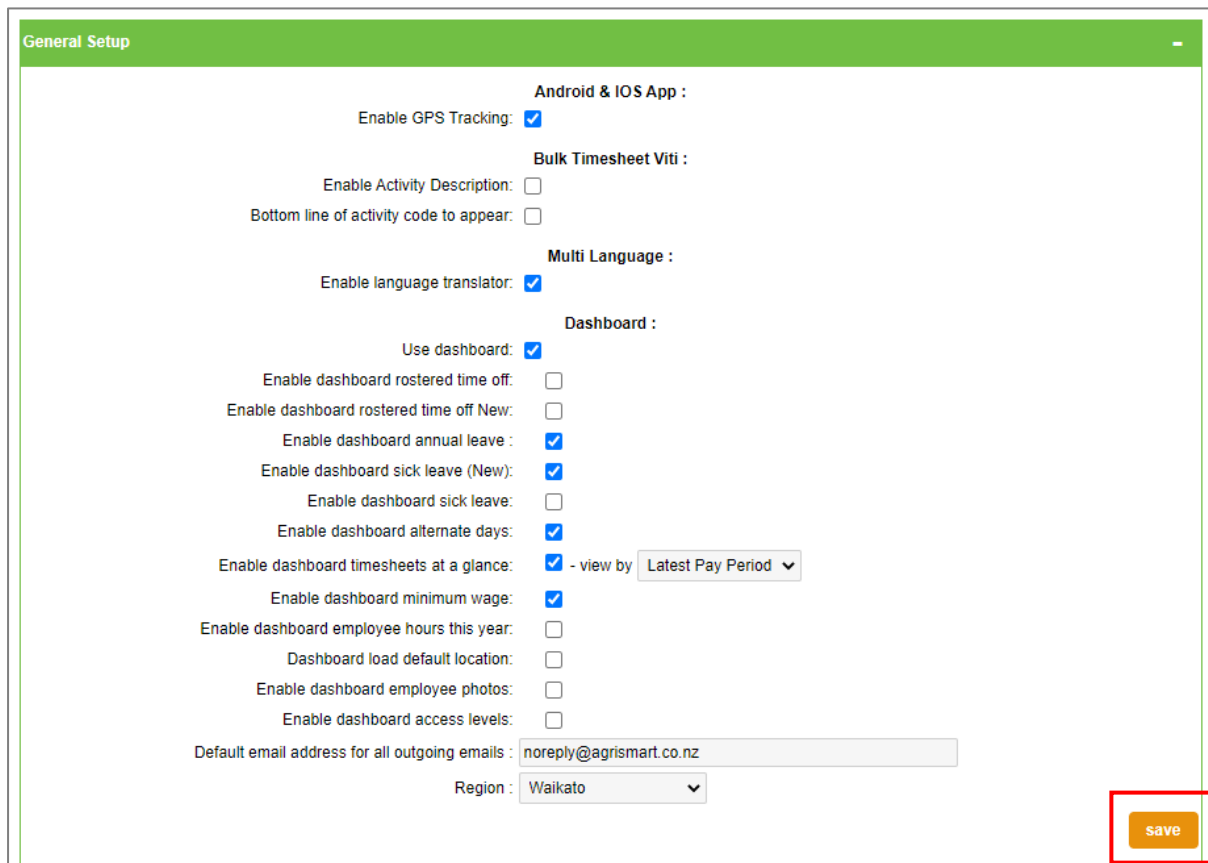 General Setup -
Android & IOS App :
Enable GPS Tracking:
Bulk Timesheet Viti :
Enable Activity Description:
Bottom line of activity code to appear:
Multi Language :
Enable language translator:
Dashboard :
Use dashboard:
Enable dashboard rostered time off:
Enable dashboard rostered time off New:
Enable dashboard annual leave :
Enable dashboard sick leave (New):
Enable dashboard sick leave:
Enable dashboard alternate days:
Enable dashboard timesheets at a glance: - view by Latest Pay Period
Enable dashboard minimum wage:
Enable dashboard employee hours this year:
Dashboard load default location:
Enable dashboard employee photos:
Enable dashboard access levels:
Default email address for all outgoing emails : noreply@agrismart.co.nz
Region : Waikato
save